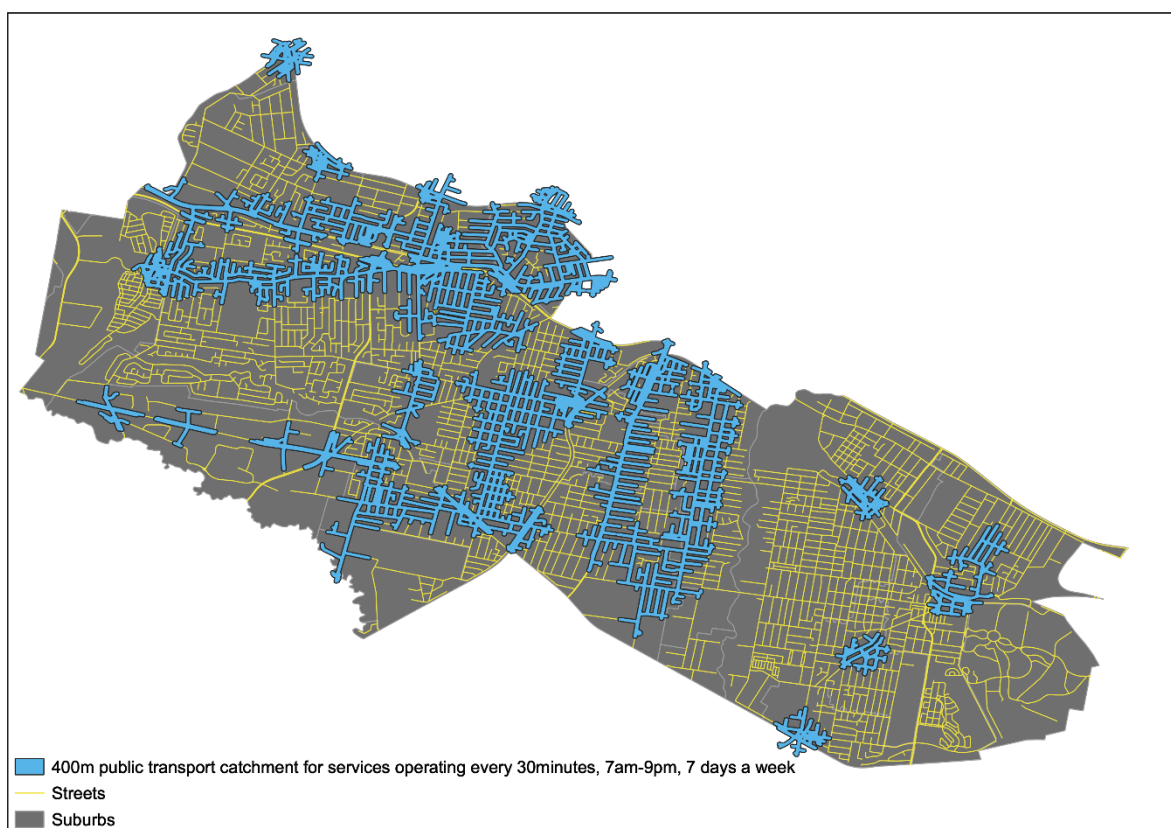 400m public transport catchment for services operating every 30minutes, 7am-9pm, 7 days a week
Streets
Suburbs